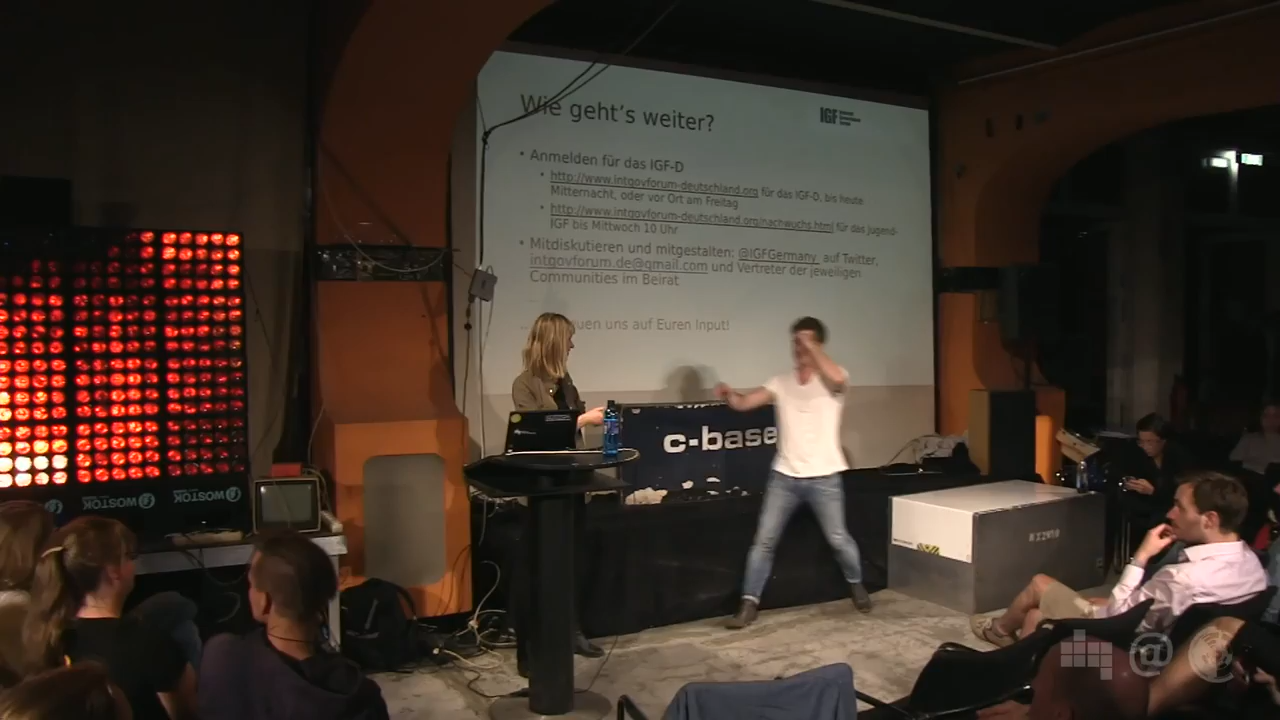 Wie geht's weiter?
IGF
• Anmelden für das IGF-D
• http://www.intgovforum-deutschland.org für das IGF-D, bis heute
Mitternacht, oder vor Ort am Freitag
• http://www.intgovforum-deutschland.org/nachwuchs.html für das Jugend-
IGF bis Mittwoch 10 Uhr
• Mitdiskutieren und mitgestalten: @IGFGermany auf Twitter,
intgovforum.de@gmail.com und Vertreter der jeweiligen
Communities im Beirat
uns auf Euren Input!
c-base
WOSTOK
WOSTOK
@